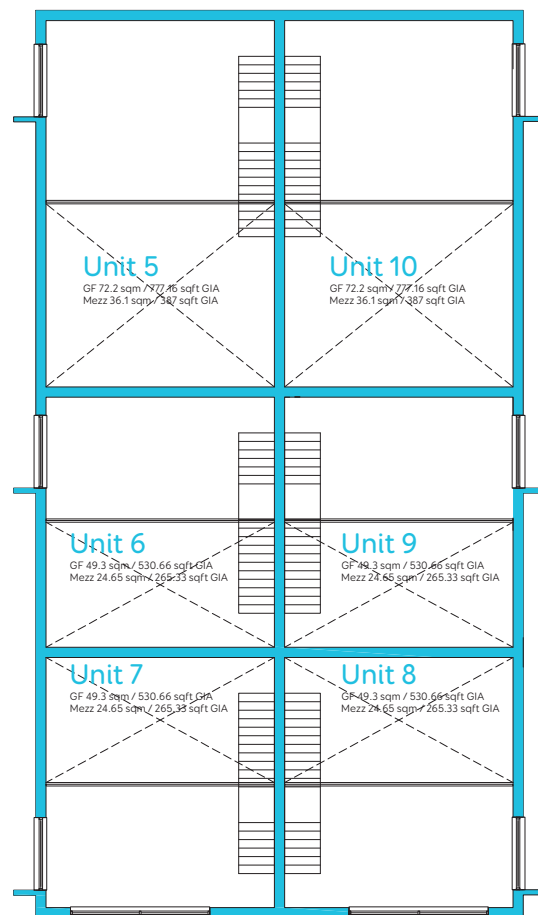 Unit 5
GF 72.2 sqm / 777.16 sqft GIA
Mezz 36.1 sqm / 387 sqft GIA
Unit 10
GF 72.2 sqm / 777.16 sqft GIA
Mezz 36.1 sqm / 387 sqft GIA
Unit 6
GF 49.3 sqm / 530.66 sqft GIA
Mezz 24.65 sqm / 265.33 sqft GIA
Unit 9
GF 49.3 sqm / 530.66 sqft GIA
Mezz 24.65 sqm / 265.33 sqft GIA
Unit 7
GF 49.3 sqm / 530.66 sqft GIA
Mezz 24.65 sqm / 265.33 sqft GIA
Unit 8
GF 49.3 sqm / 530.66 sqft GIA
Mezz 24.65 sqm / 265.33 sqft GIA